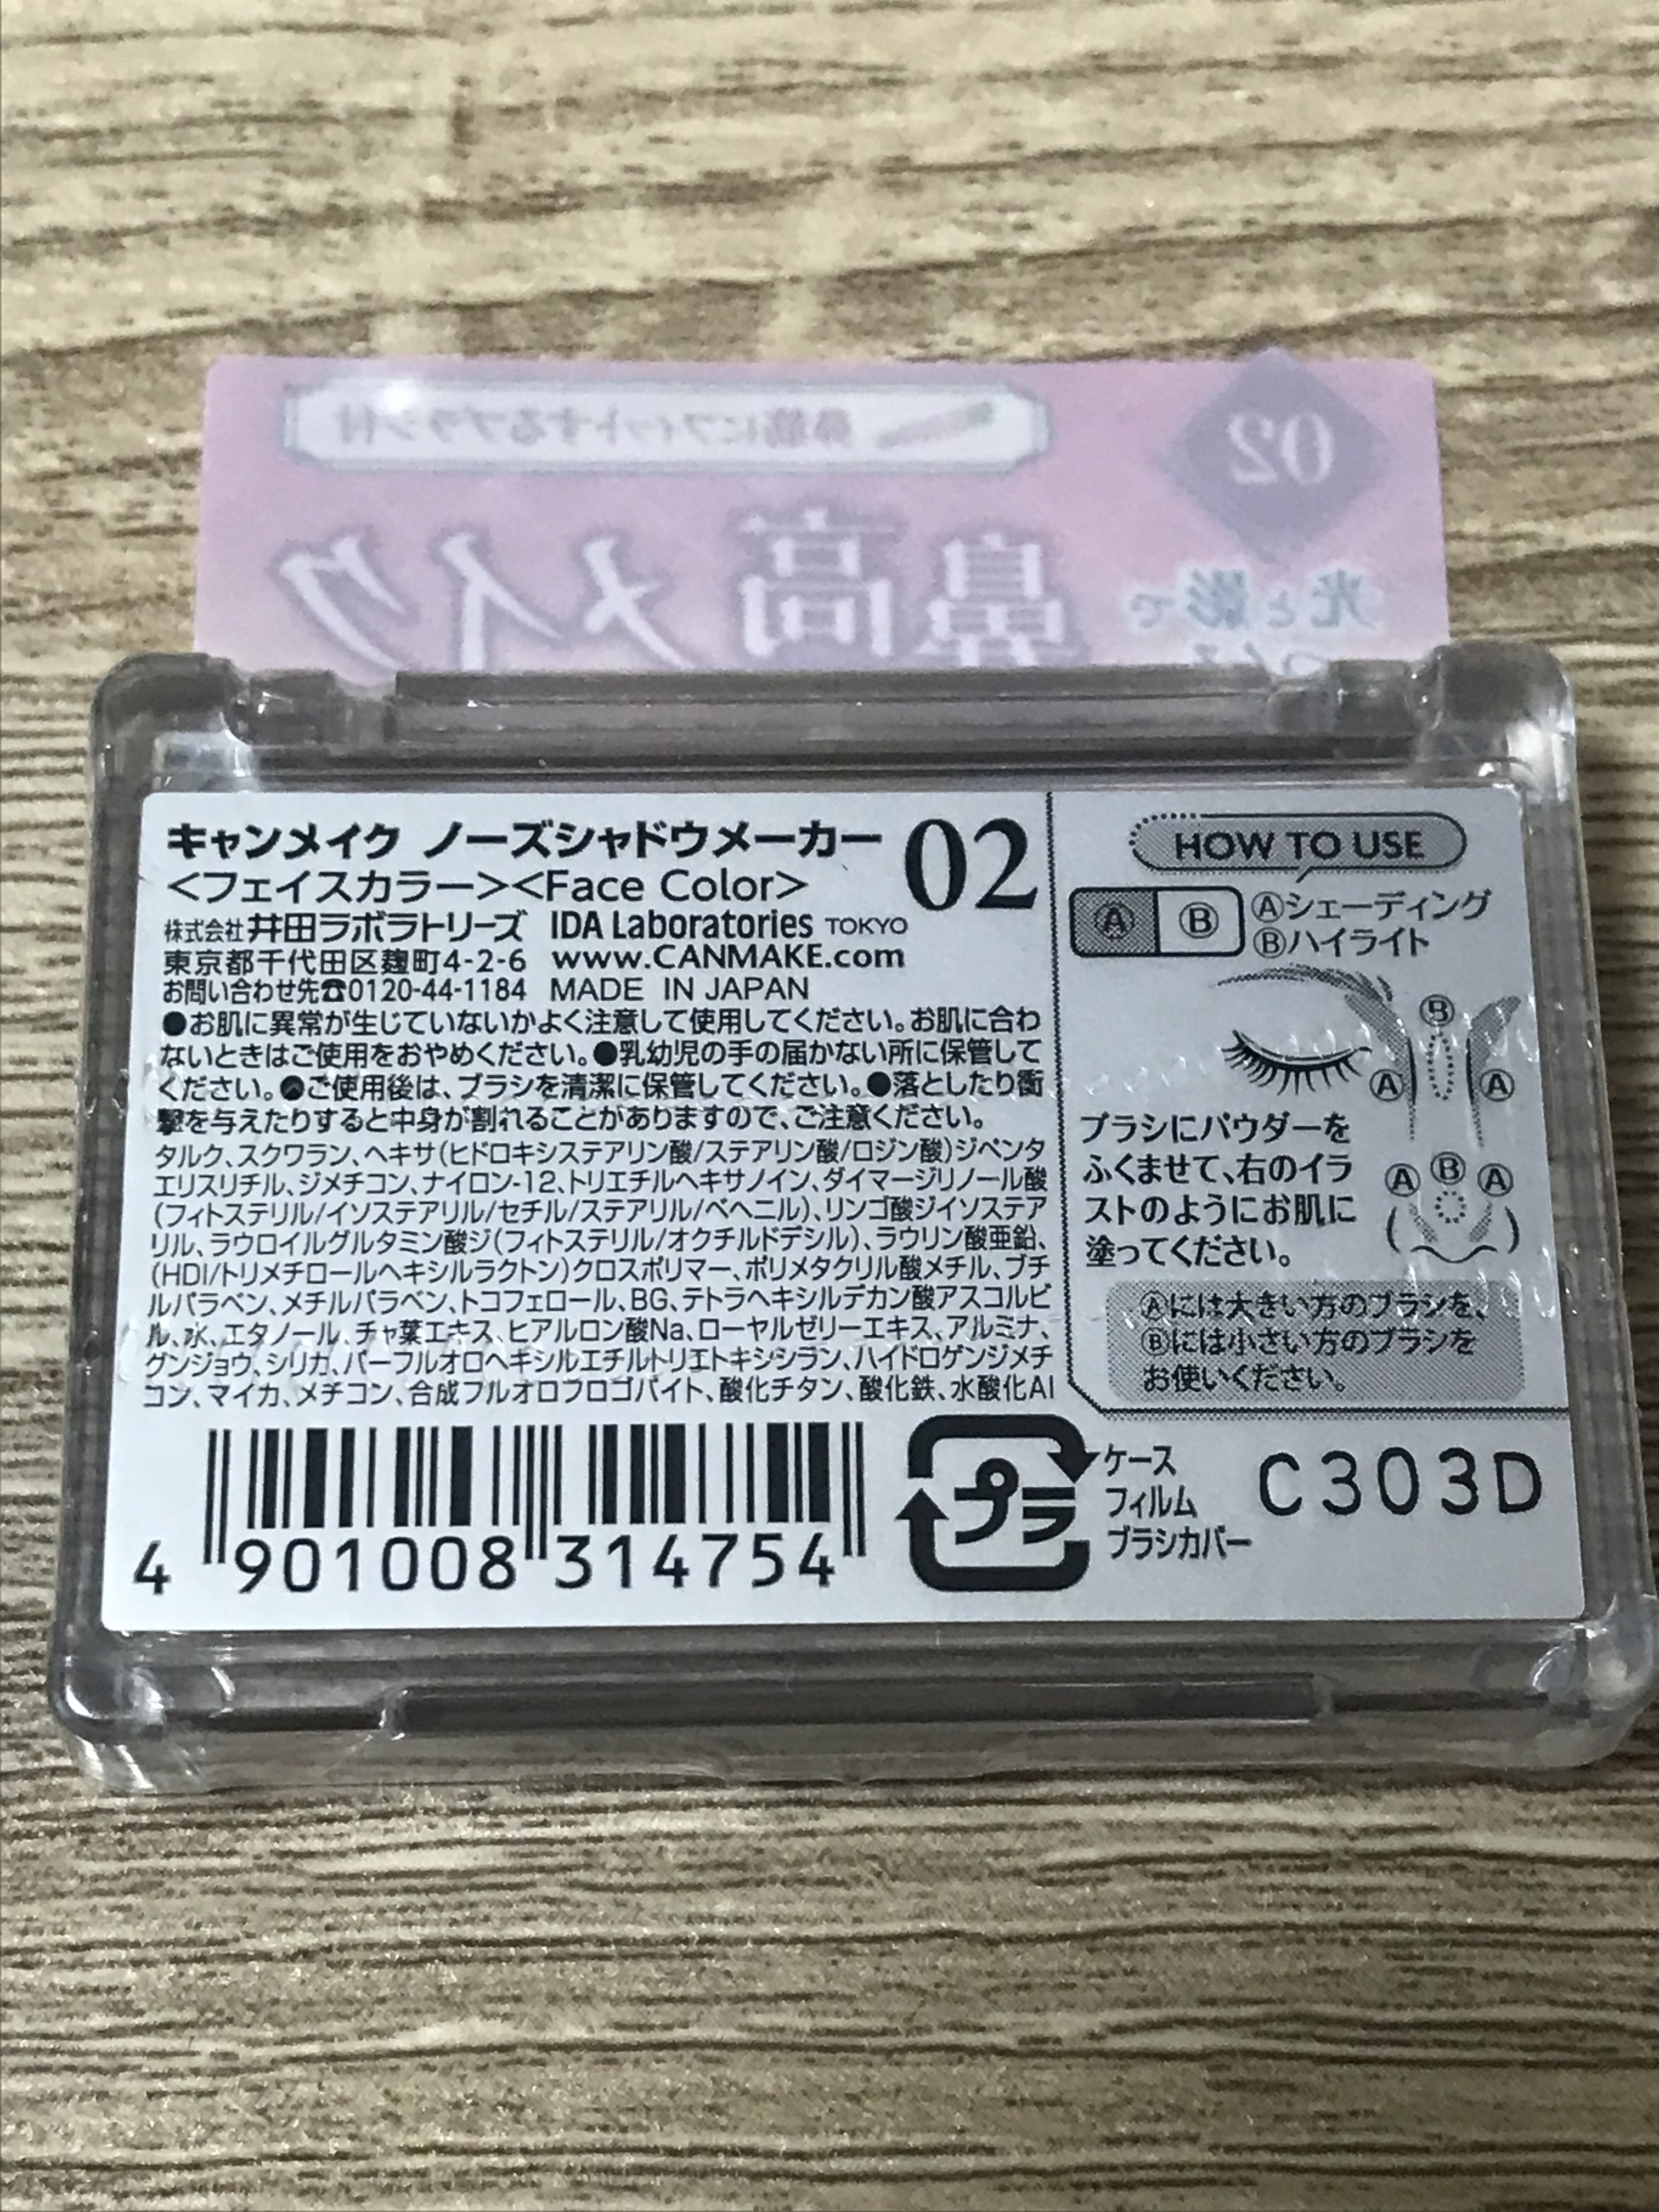 02
鼻筋にフィットするブラシ付
光と影で
つくる
鼻高メイク
キャンメイク ノーズシャドウメーカー 02
<フェイスカラー><Face Color>
株式会社井田ラボラトリーズ IDA Laboratories TOKYO
東京都千代田区麹町4-2-6 www.CANMAKE.com
お問い合わせ先☎0120-44-1184 MADE IN JAPAN
●お肌に異常が生じていないかよく注意して使用してください。お肌に合わ
ないときはご使用をおやめください。●乳幼児の手の届かない所に保管して
ください。●ご使用後は、ブラシを清潔に保管してください。●落としたり衝
撃を与えたりすると中身が割れることがありますので、ご注意ください。
タルク、スクワラン、ヘキサ(ヒドロキシステアリン酸/ステアリン酸/ロジン酸)ジペンタ
エリスリチル、ジメチコン、ナイロン-12、トリエチルヘキサノイン、ダイマージリノール酸
(フィトステリル/イソステアリル/セチル/ステアリル/ベヘニル)、リンゴ酸ジイソステア
リル、ラウロイルグルタミン酸ジ(フィトステリル/オクチルドデシル)、ラウリン酸亜鉛、
(HDI/トリメチロールヘキシルラクトン)クロスポリマー、ポリメタクリル酸メチル、ブチ
ルパラベン、メチルパラベン、トコフェロール、BG、テトラヘキシルデカン酸アスコルビ
ル、水、エタノール、チャ葉エキス、ヒアルロン酸Na、ローヤルゼリーエキス、アルミナ、
グンジョウ、シリカ、パーフルオロヘキシルエチルトリエトキシシラン、ハイドロゲンジメチ
コン、マイカ、メチコン、合成フルオロフロゴパイト、酸化チタン、酸化鉄、水酸化Al
HOW TO USE
A B
Ⓐシェーディング
Ⓑハイライト
Ⓑ
Ⓐ Ⓐ
Ⓐ Ⓑ Ⓐ
ブラシにパウダーを
ふくませて、右のイラ
ストのようにお肌に
塗ってください。
Ⓐには大きい方のブラシを、
Ⓑには小さい方のブラシを
お使いください。
4 901008 314754
プラ
ケース
フィルム
ブラシカバー
C303D